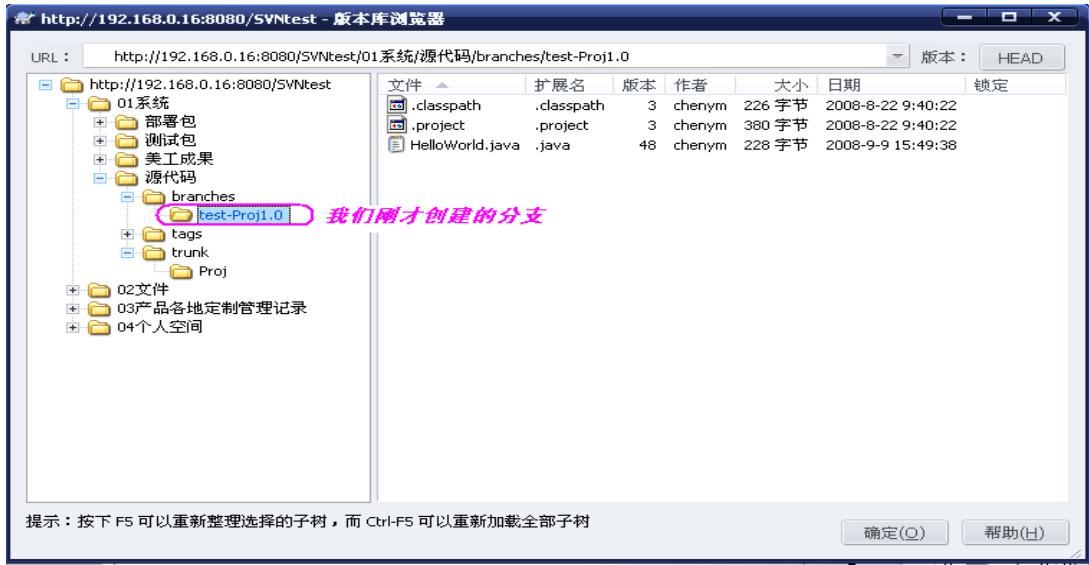 http://192.168.0.16:8080/SVNtest - 版本库浏览器
URL： http://192.168.0.16:8080/SVNtest/01系统/源代码/branches/test-Proj1.0 版本： HEAD
http://192.168.0.16:8080/SVNtest
01系统
部署包
测试包
美工成果
源代码
branches
test-Proj1.0 我们刚才创建的分支
tags
trunk
Proj
02文件
03产品各地定制管理记录
04个人空间
文件 扩展名 版本 作者 大小 日期 锁定
.classpath .classpath 3 chenym 226 字节 2008-8-22 9:40:22
.project .project 3 chenym 380 字节 2008-8-22 9:40:22
HelloWorld.java .java 48 chenym 228 字节 2008-9-9 15:49:38
提示：按下 F5 可以重新整理选择的子树，而 Ctrl-F5 可以重新加载全部子树
确定(O) 帮助(H)